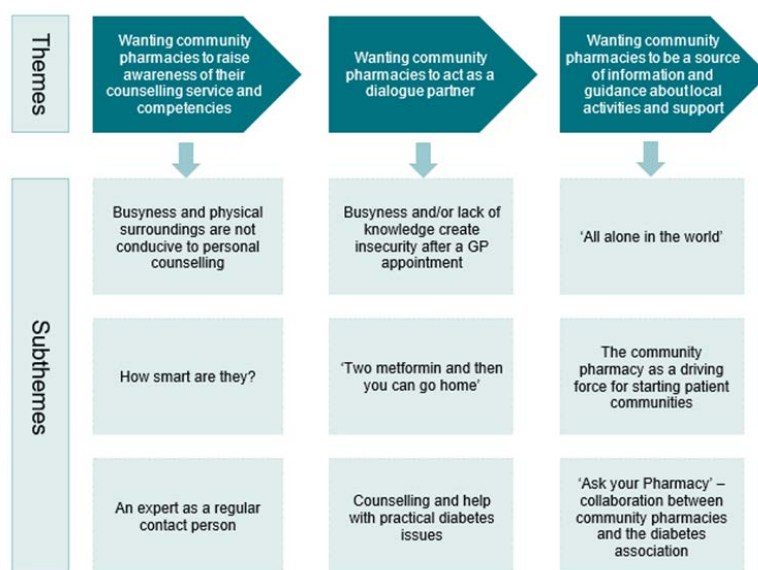 Themes
Wanting community
pharmacies to raise
awareness of their
counselling service and
competencies
Wanting community
pharmacies to act as a
dialogue partner
Wanting community
pharmacies to be a source
of information and
guidance about local
activities and support
Subthemes
Busyness and physical
surroundings are not
conducive to personal
counselling
Busyness and/or lack of
knowledge create
insecurity after a GP
appointment
‘All alone in the world’
How smart are they?
‘Two metformin and then
you can go home’
The community
pharmacy as a driving
force for starting patient
communities
An expert as a regular
contact person
Counselling and help
with practical diabetes
issues
‘Ask your Pharmacy’ –
collaboration between
community pharmacies
and the diabetes
association